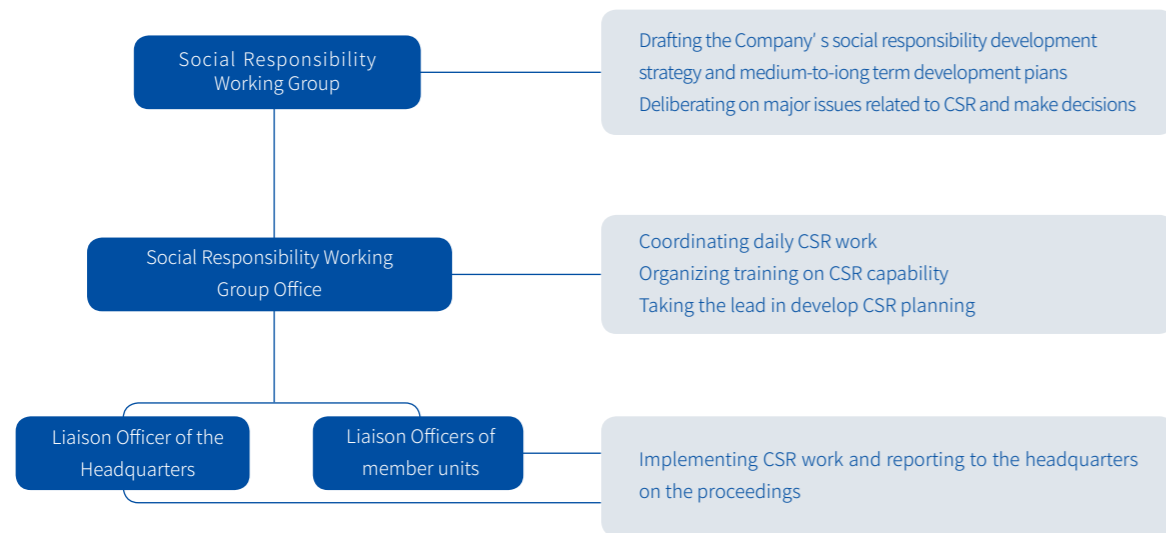 Social Responsibility
Working Group
Drafting the Company' s social responsibility development
strategy and medium-to-iong term development pians
Deliberating on major issues related to CSR and make decisions
Social Responsibility Working
Group Office
Coordinating daily CSR work
Organizing training on CSR capability
Taking the lead in develop CSR planning
Liaison Officer of the
Headquarters
Liaison Officers of
member units
Implementing CSR work and reporting to the headquarters
on the proceedings